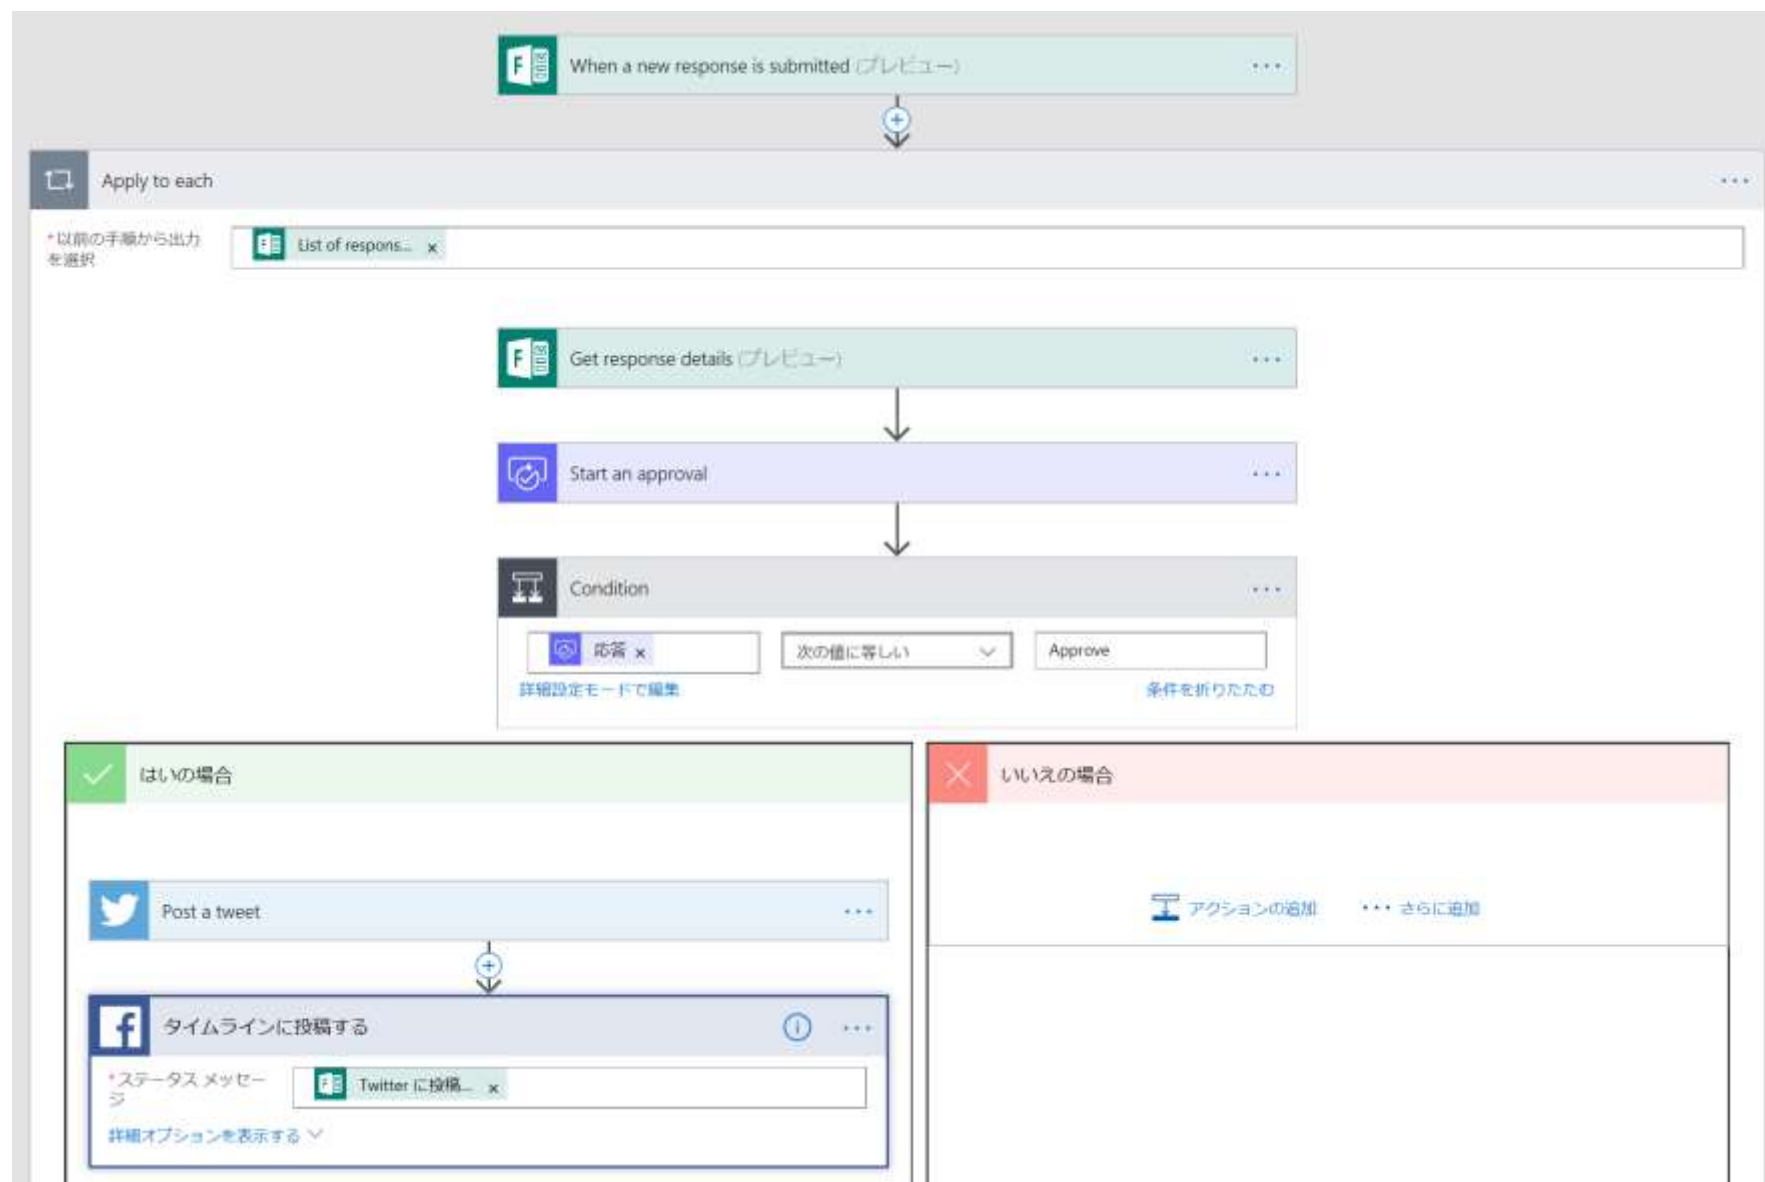 When a new response is submitted (プレビュー)
Apply to each
*以前の手順から出力
を選択
List of respons... ×
Get response details (プレビュー)
Start an approval
Condition
応答 ×
次の値に等しい
Approve
詳細設定モードで編集
条件を折りたたむ
はいの場合
いいえの場合
Post a tweet
アクションの追加
さらに追加
タイムラインに投稿する
*ステータス メッセー
ジ
Twitter に投稿... ×
詳細オプションを表示する